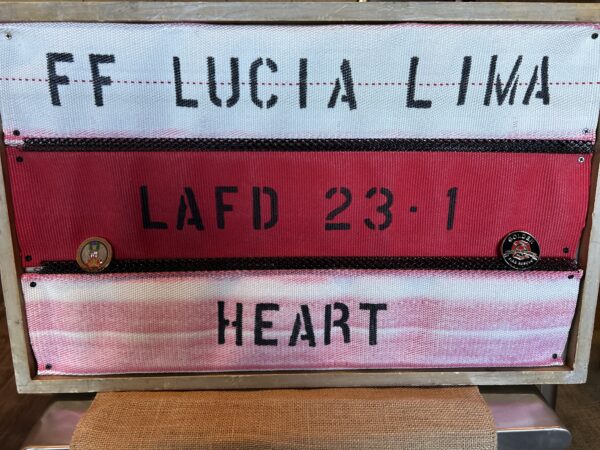 FF LUCIA LIMA
LAFD 23·1
HEART